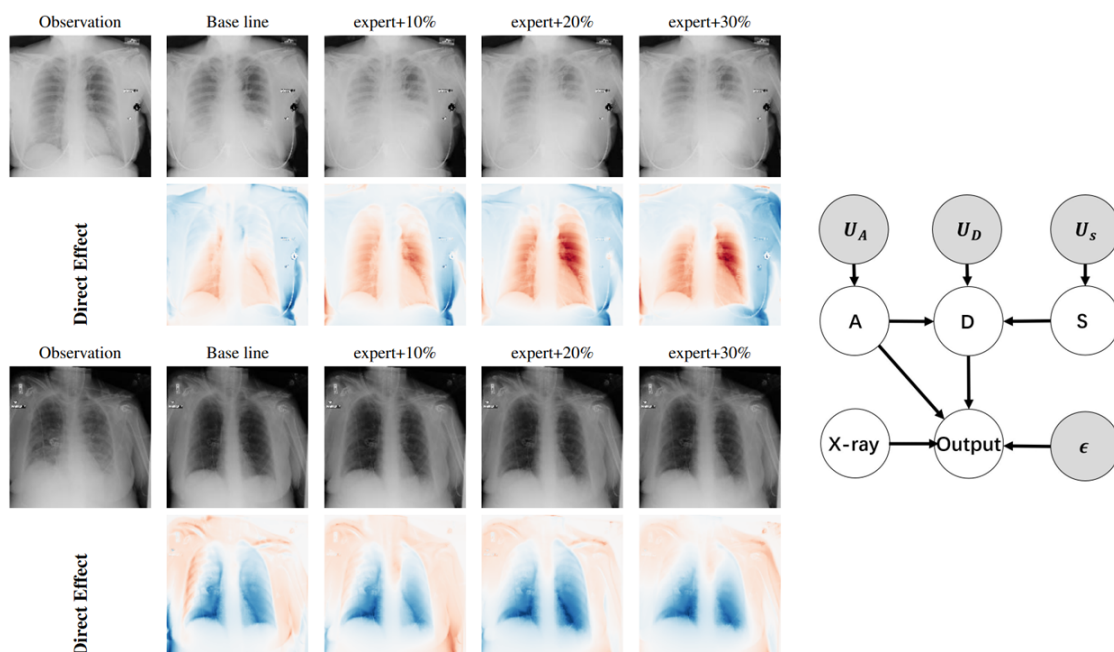 Observation Base line expert+10% expert+20% expert+30%
Direct Effect
Observation Base line expert+10% expert+20% expert+30%
Direct Effect
U_A U_D U_s
A D S
X-ray Output ϵ